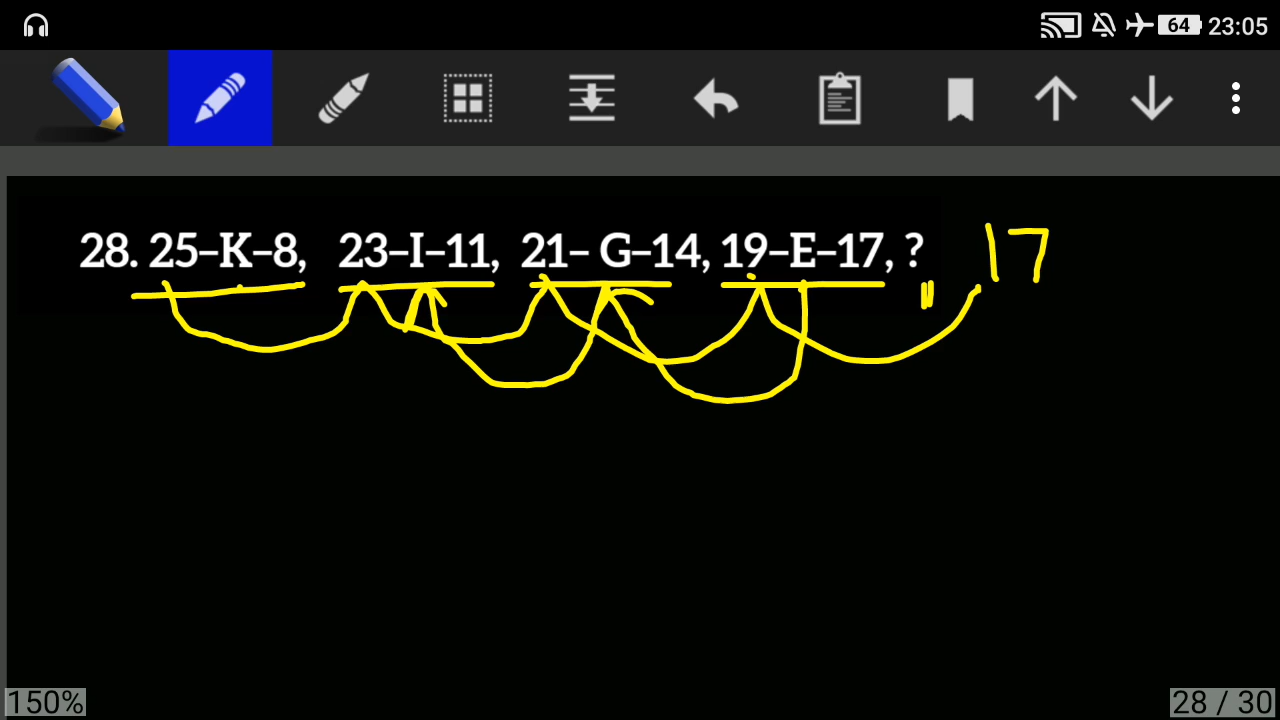 64 23:05
28. 25–K–8, 23–I–11, 21– G–14, 19–E–17, ? 17
150%
28 / 30